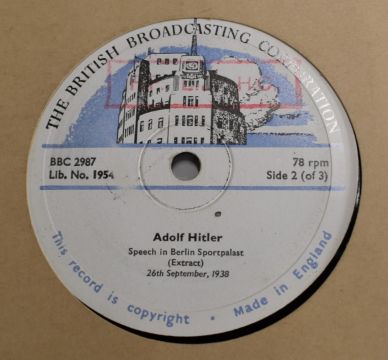 THE BRITISH BROADCASTING CORPORATION
BBC 2987
Lib. No. 1954
78 rpm
Side 2 (of 3)
Adolf Hitler
Speech in Berlin Sportpalast
(Extract)
26th September, 1938
This record is copyright • Made in England